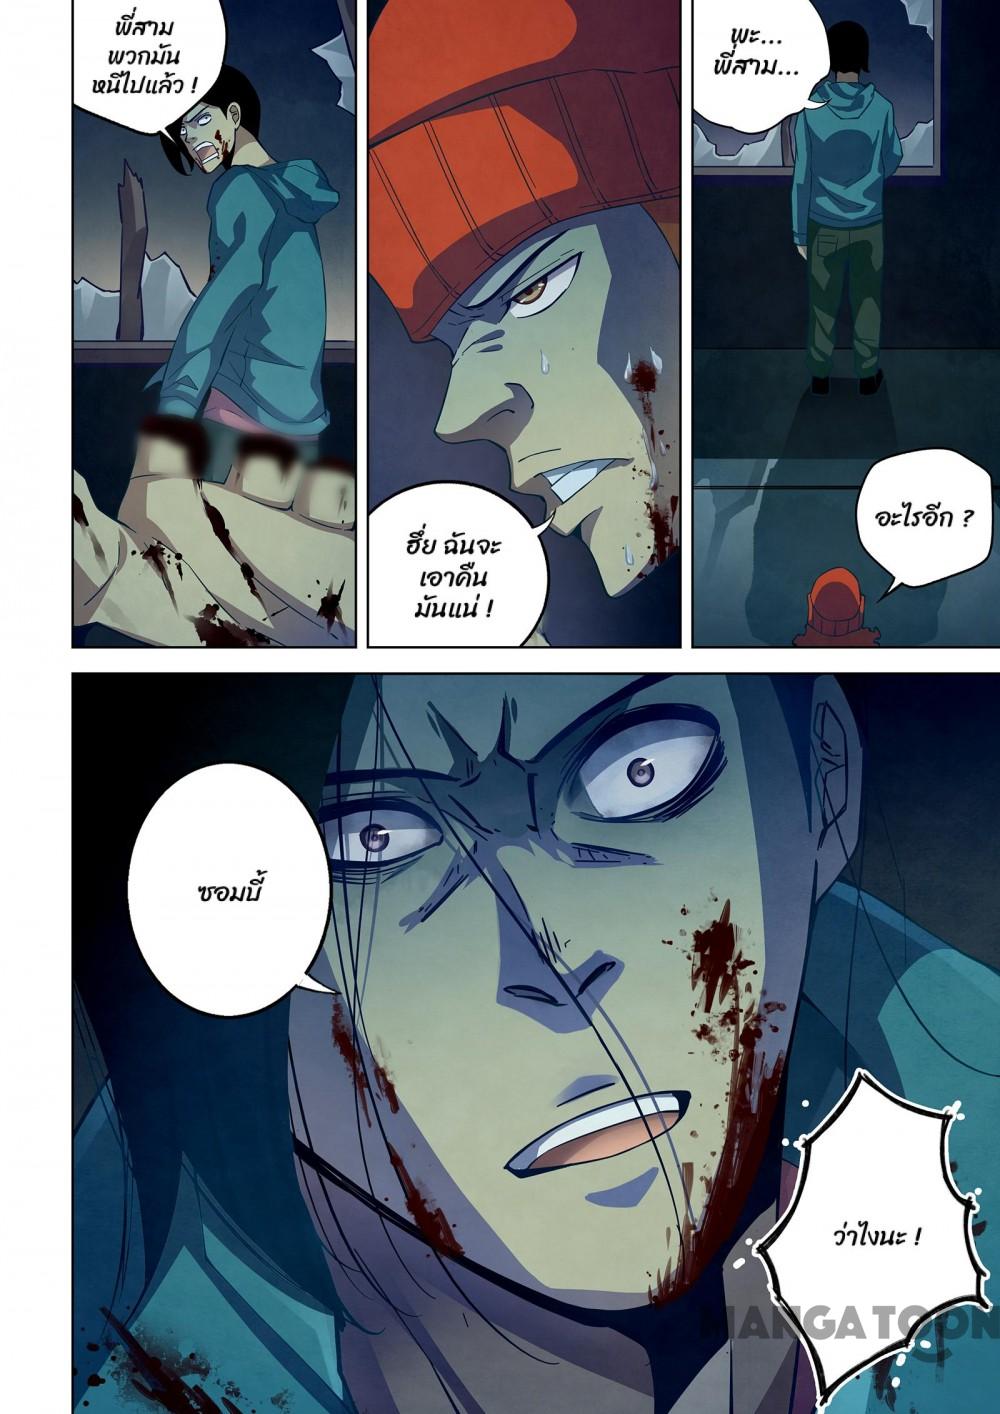 พี่สาม
พวกมัน
หนีไปแล้ว !
ฮึ่ย ฉันจะ
เอาคืน
มันแน่ !
พะ...
พี่สาม...
อะไรอีก ?
ซอมบี้
ว่าไงนะ !
MANGATOON